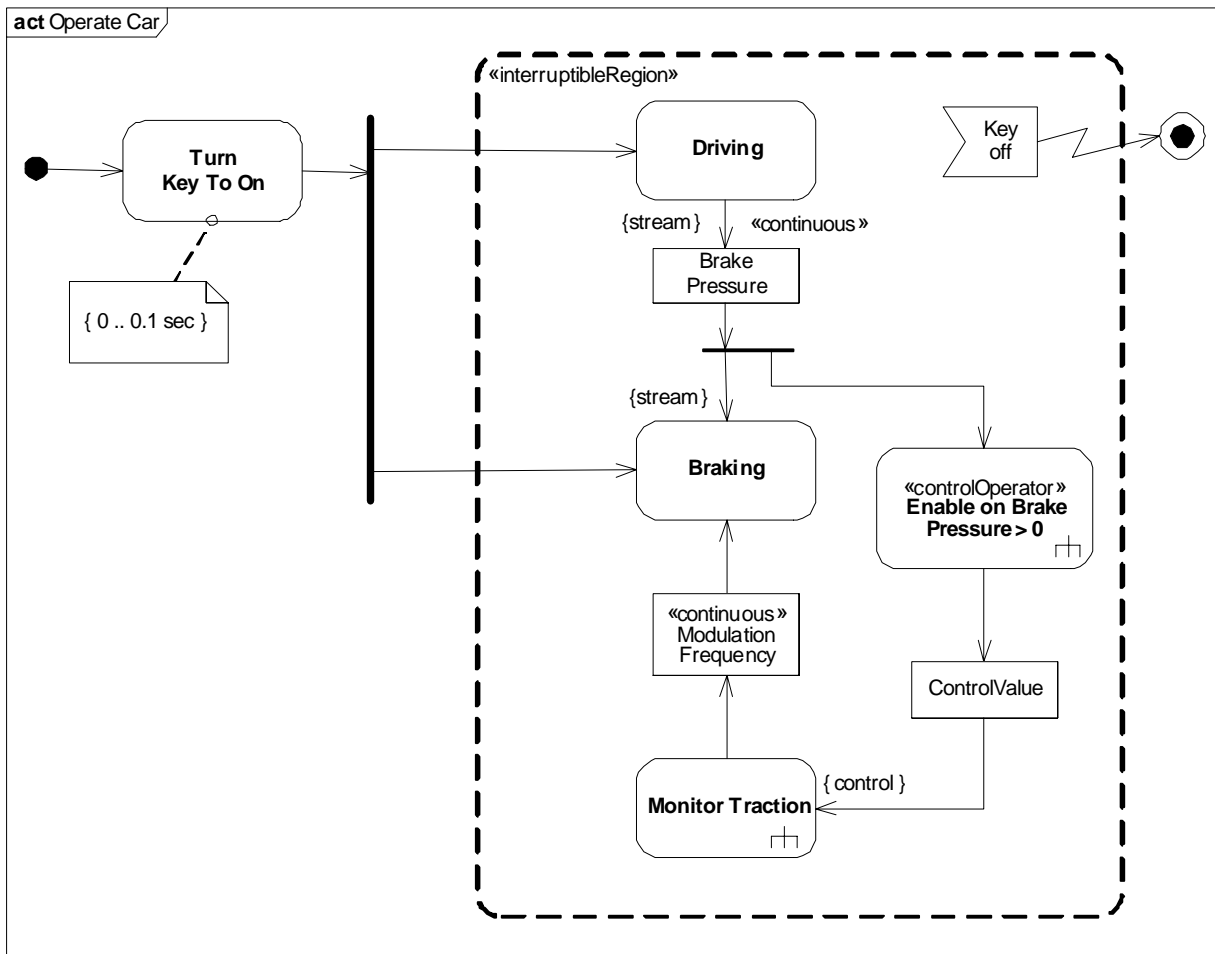 act Operate Car
«interruptibleRegion»
Turn
Key To On
{ 0 .. 0.1 sec }
Driving
Key
off
{stream}
«continuous»
Brake
Pressure
{stream}
Braking
«controlOperator»
Enable on Brake
Pressure > 0
«continuous»
Modulation
Frequency
ControlValue
{ control }
Monitor Traction